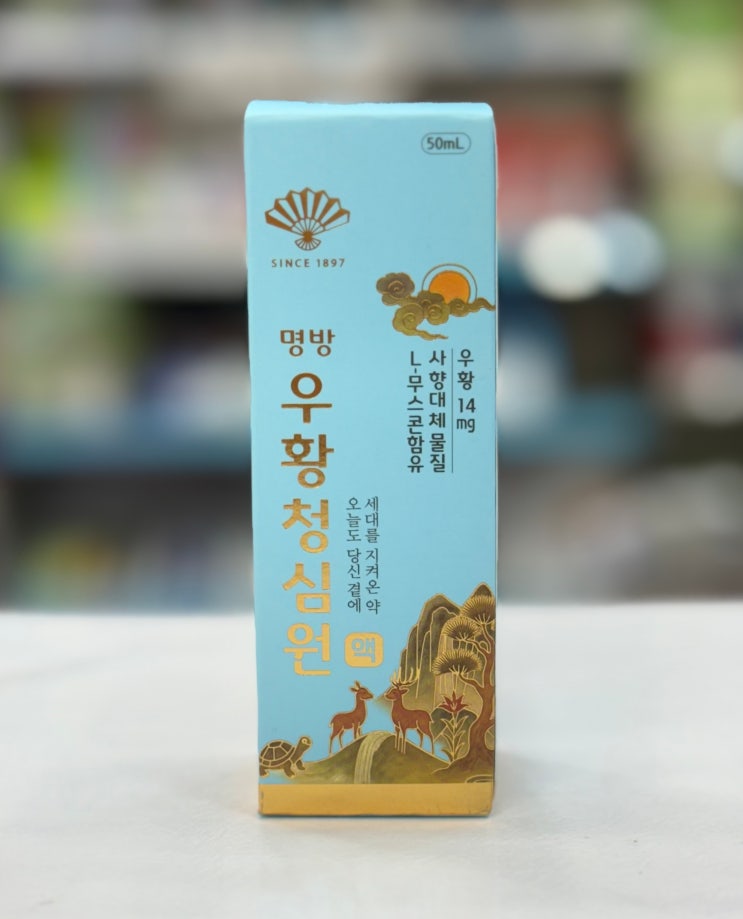 50mL
SINCE 1897
명방
우황청심원
액
우황 14mg
사향대체물질
L-무스콘함유
세대를 지켜온 약
오늘도 당신곁에